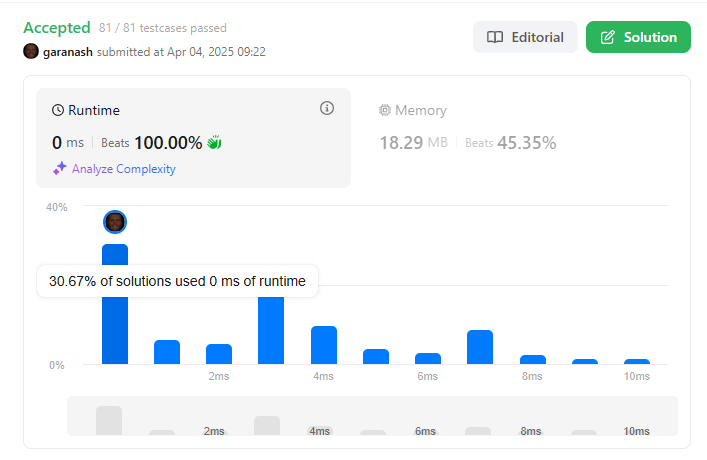 Accepted 81 / 81 testcases passed
garanash submitted at Apr 04, 2025 09:22
Editorial
Solution
Runtime
0 ms Beats 100.00%
Analyze Complexity
Memory
18.29 MB Beats 45.35%
40%
30.67% of solutions used 0 ms of runtime
0%
2ms 4ms 6ms 8ms 10ms
2ms 4ms 6ms 8ms 10ms